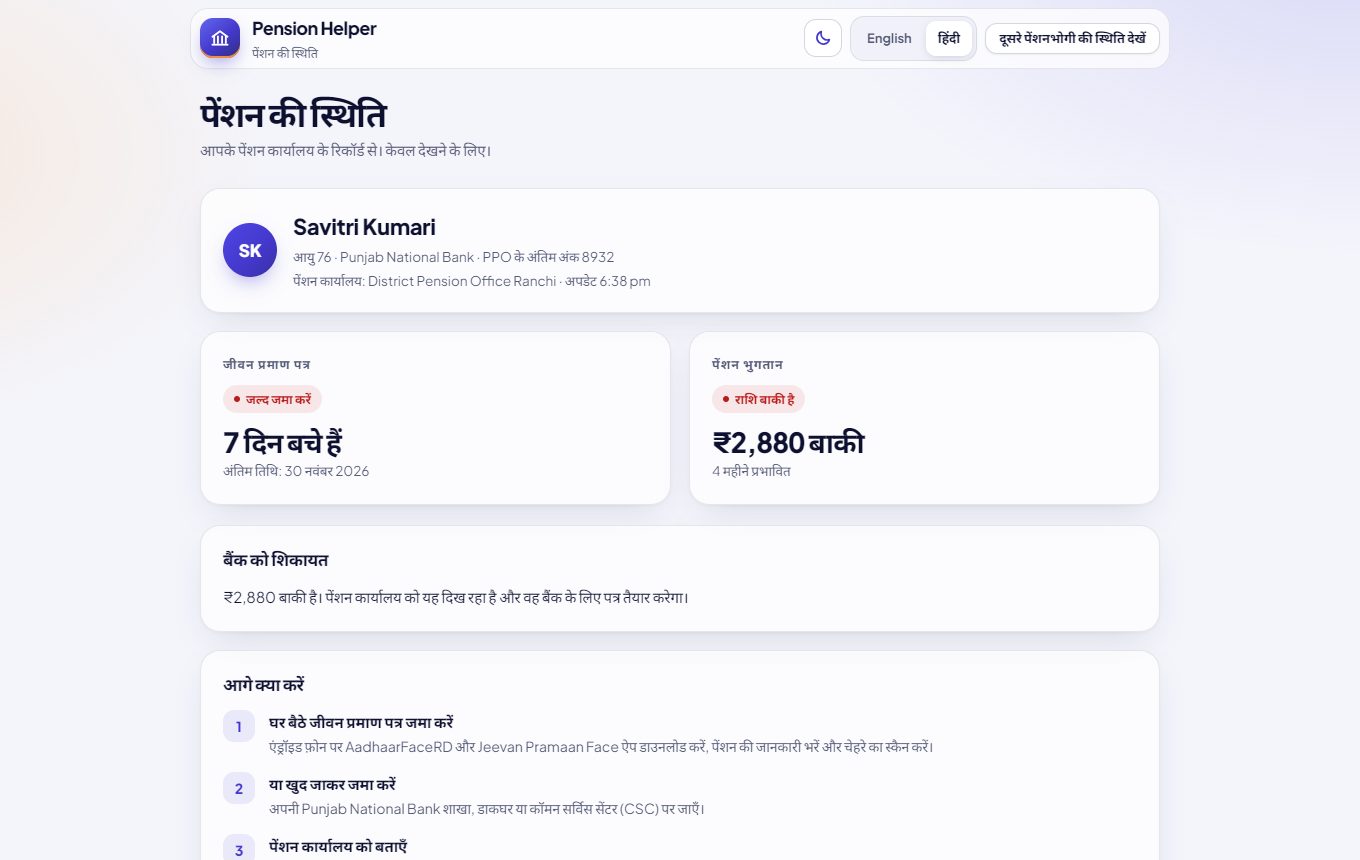 Pension Helper
पेंशन की स्थिति
English
हिंदी
दूसरे पेंशनभोगी की स्थिति देखें
पेंशन की स्थिति
आपके पेंशन कार्यालय के रिकॉर्ड से। केवल देखने के लिए।
SK
Savitri Kumari
आयु 76 · Punjab National Bank · PPO के अंतिम अंक 8932
पेंशन कार्यालय: District Pension Office Ranchi · अपडेट 6:38 pm
जीवन प्रमाण पत्र
जल्द जमा करें
7 दिन बचे हैं
अंतिम तिथि: 30 नवंबर 2026
पेंशन भुगतान
राशि बाकी है
₹2,880 बाकी
4 महीने प्रभावित
बैंक को शिकायत
₹2,880 बाकी है। पेंशन कार्यालय को यह दिख रहा है और वह बैंक के लिए पत्र तैयार करेगा।
आगे क्या करें
1
घर बैठे जीवन प्रमाण पत्र जमा करें
एंड्रॉइड फ़ोन पर AadhaarFaceRD और Jeevan Pramaan Face ऐप डाउनलोड करें, पेंशन की जानकारी भरें और चेहरे का स्कैन करें।
2
या खुद जाकर जमा करें
अपनी Punjab National Bank शाखा, डाकघर या कॉमन सर्विस सेंटर (CSC) पर जाएँ।
3
पेंशन कार्यालय को बताएँ